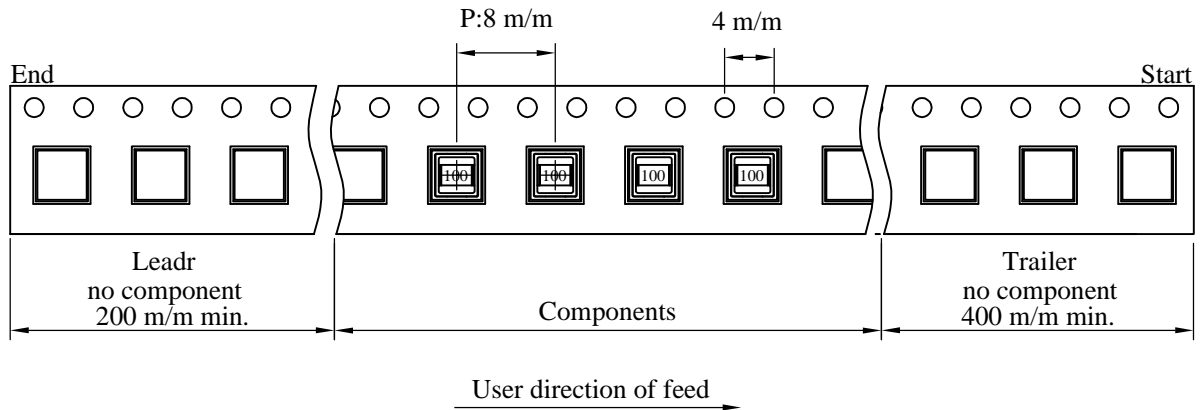 P:8 m/m
4 m/m
End
Start
100
100
100
100
Leadr
no component
200 m/m min.
Components
Trailer
no component
400 m/m min.
User direction of feed